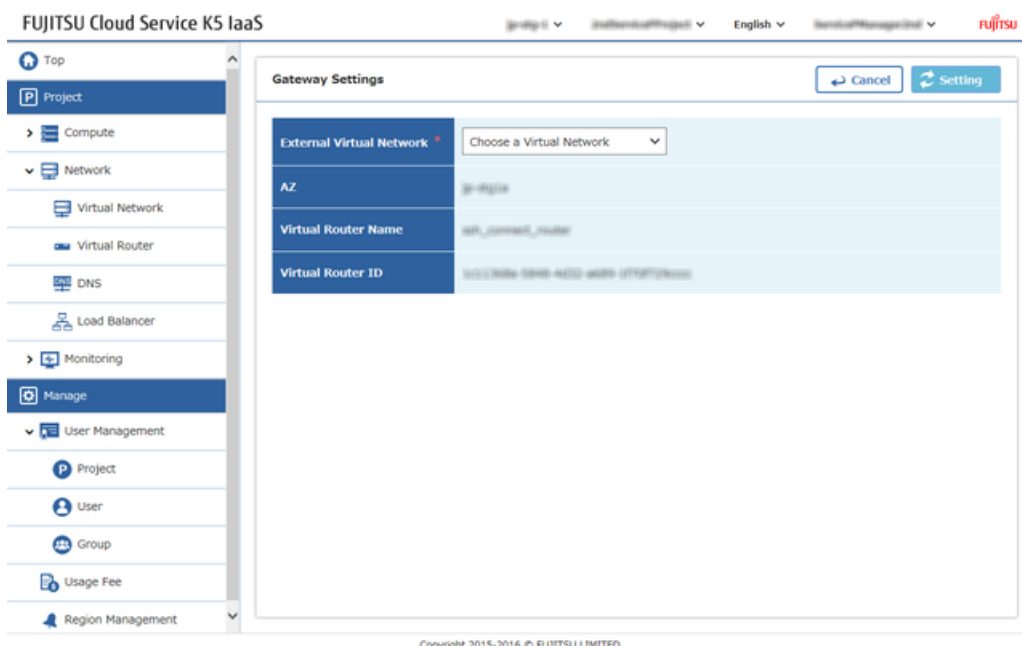 FUJITSU Cloud Service K5 IaaS
English
FUJITSU
Top
Project
Compute
Network
Virtual Network
Virtual Router
DNS
Load Balancer
Monitoring
Manage
User Management
Project
User
Group
Usage Fee
Region Management
Gateway Settings
Cancel
Setting
External Virtual Network *
Choose a Virtual Network
AZ
Virtual Router Name
Virtual Router ID
Copyright 2015-2016 © FUJITSU LIMITED